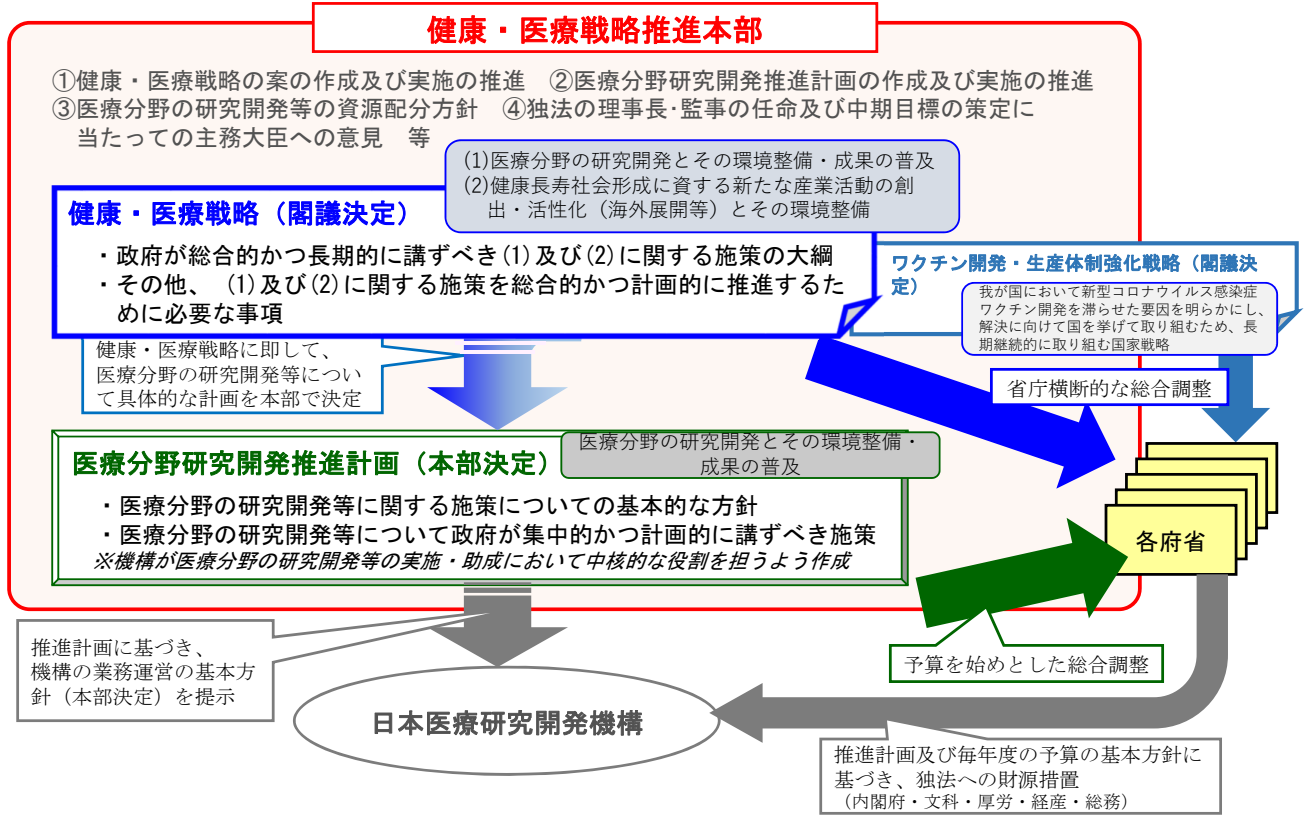 健康・医療戦略推進本部
①健康・医療戦略の案の作成及び実施の推進　②医療分野研究開発推進計画の作成及び実施の推進
③医療分野の研究開発等の資源配分方針　④独法の理事長･監事の任命及び中期目標の策定に
当たっての主務大臣への意見　等
(1)医療分野の研究開発とその環境整備・成果の普及
(2)健康長寿社会形成に資する新たな産業活動の創
出・活性化（海外展開等）とその環境整備
健康・医療戦略（閣議決定）
・政府が総合的かつ長期的に講ずべき(1)及び(2)に関する施策の大綱
・その他、 (1)及び(2)に関する施策を総合的かつ計画的に推進するた
めに必要な事項
ワクチン開発・生産体制強化戦略（閣議決
定）
我が国において新型コロナウイルス感染症
ワクチン開発を滞らせた要因を明らかにし、
解決に向けて国を挙げて取り組むため、長
期継続的に取り組む国家戦略
健康・医療戦略に即して、
医療分野の研究開発等につい
て具体的な計画を本部で決定
省庁横断的な総合調整
医療分野研究開発推進計画（本部決定）
医療分野の研究開発とその環境整備・
成果の普及
・医療分野の研究開発等に関する施策についての基本的な方針
・医療分野の研究開発等について政府が集中的かつ計画的に講ずべき施策
※機構が医療分野の研究開発等の実施・助成において中核的な役割を担うよう作成
各府省
推進計画に基づき、
機構の業務運営の基本方
針（本部決定）を提示
予算を始めとした総合調整
日本医療研究開発機構
推進計画及び毎年度の予算の基本方針に
基づき、独法への財源措置
（内閣府・文科・厚労・経産・総務）